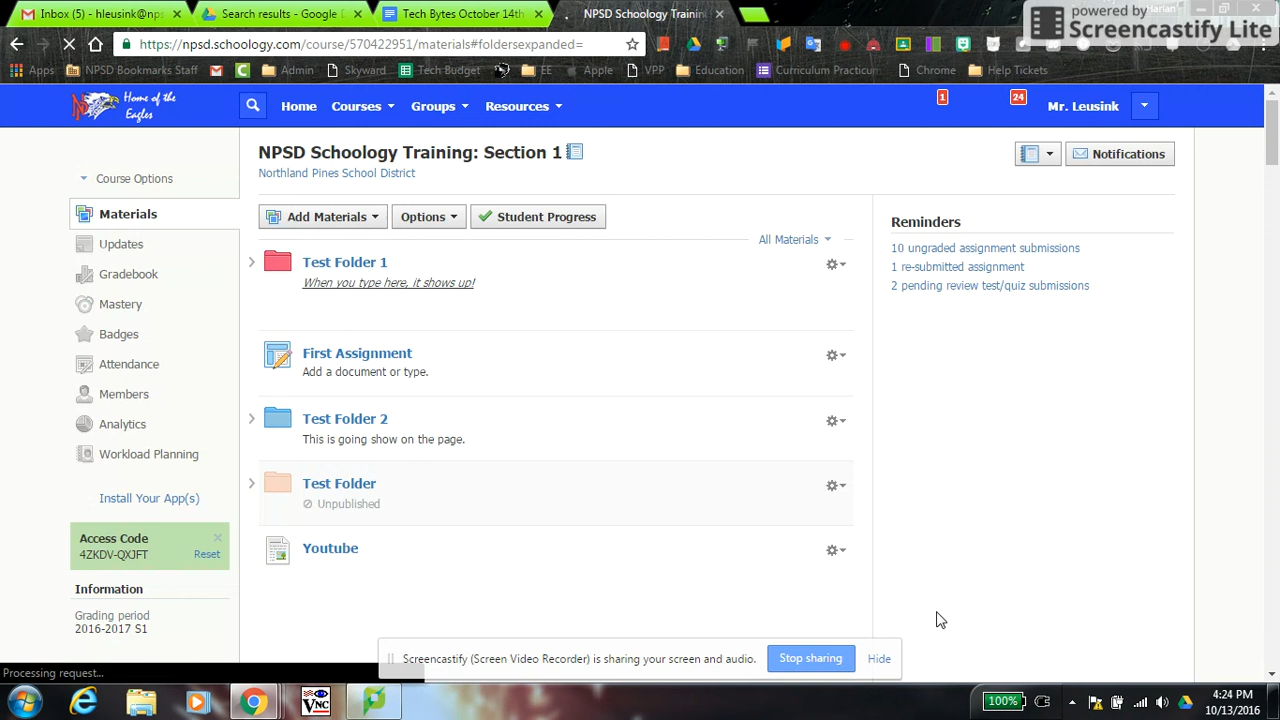 Inbox (5) - hleusink@nps
Search results - Google D
Tech Bytes October 14th
NPSD Schoology Trainin
powered by
Screencastify Lite
https://npsd.schoology.com/course/570422951/materials#foldersexpanded=
Apps NPSD Bookmarks Staff Admin Skyward Tech Budget EE Apple VPP Education Curriculum Practicum Chrome Help Tickets
Home of the
Eagles
Home Courses Groups Resources 1 24 Mr. Leusink
NPSD Schoology Training: Section 1
Northland Pines School District
Notifications
Course Options
Materials
Updates
Gradebook
Mastery
Badges
Attendance
Members
Analytics
Workload Planning
Install Your App(s)
Access Code
4ZKDV-QXJFT Reset
Information
Grading period
2016-2017 S1
Add Materials Options Student Progress
All Materials
Test Folder 1
When you type here, it shows up!
First Assignment
Add a document or type.
Test Folder 2
This is going show on the page.
Test Folder
Unpublished
Youtube
Reminders
10 ungraded assignment submissions
1 re-submitted assignment
2 pending review test/quiz submissions
Screencastify (Screen Video Recorder) is sharing your screen and audio. Stop sharing Hide
Processing request...
100%
4:24 PM
10/13/2016